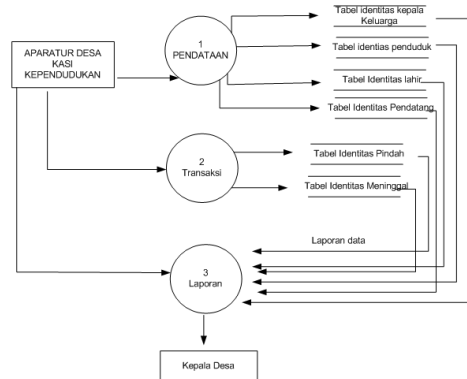 Tabel identitas kepala
Keluarga
1
PENDATAAN
APARATUR DESA
KASI
KEPENDUDUKAN
Tabel identias penduduk
Tabel Identitas lahir
Tabel Identitas Pendatang
2
Transaksi
Tabel Identitas Pindah
Tabel Identitas Meninggal
Laporan data
3
Laporan
Kepala Desa